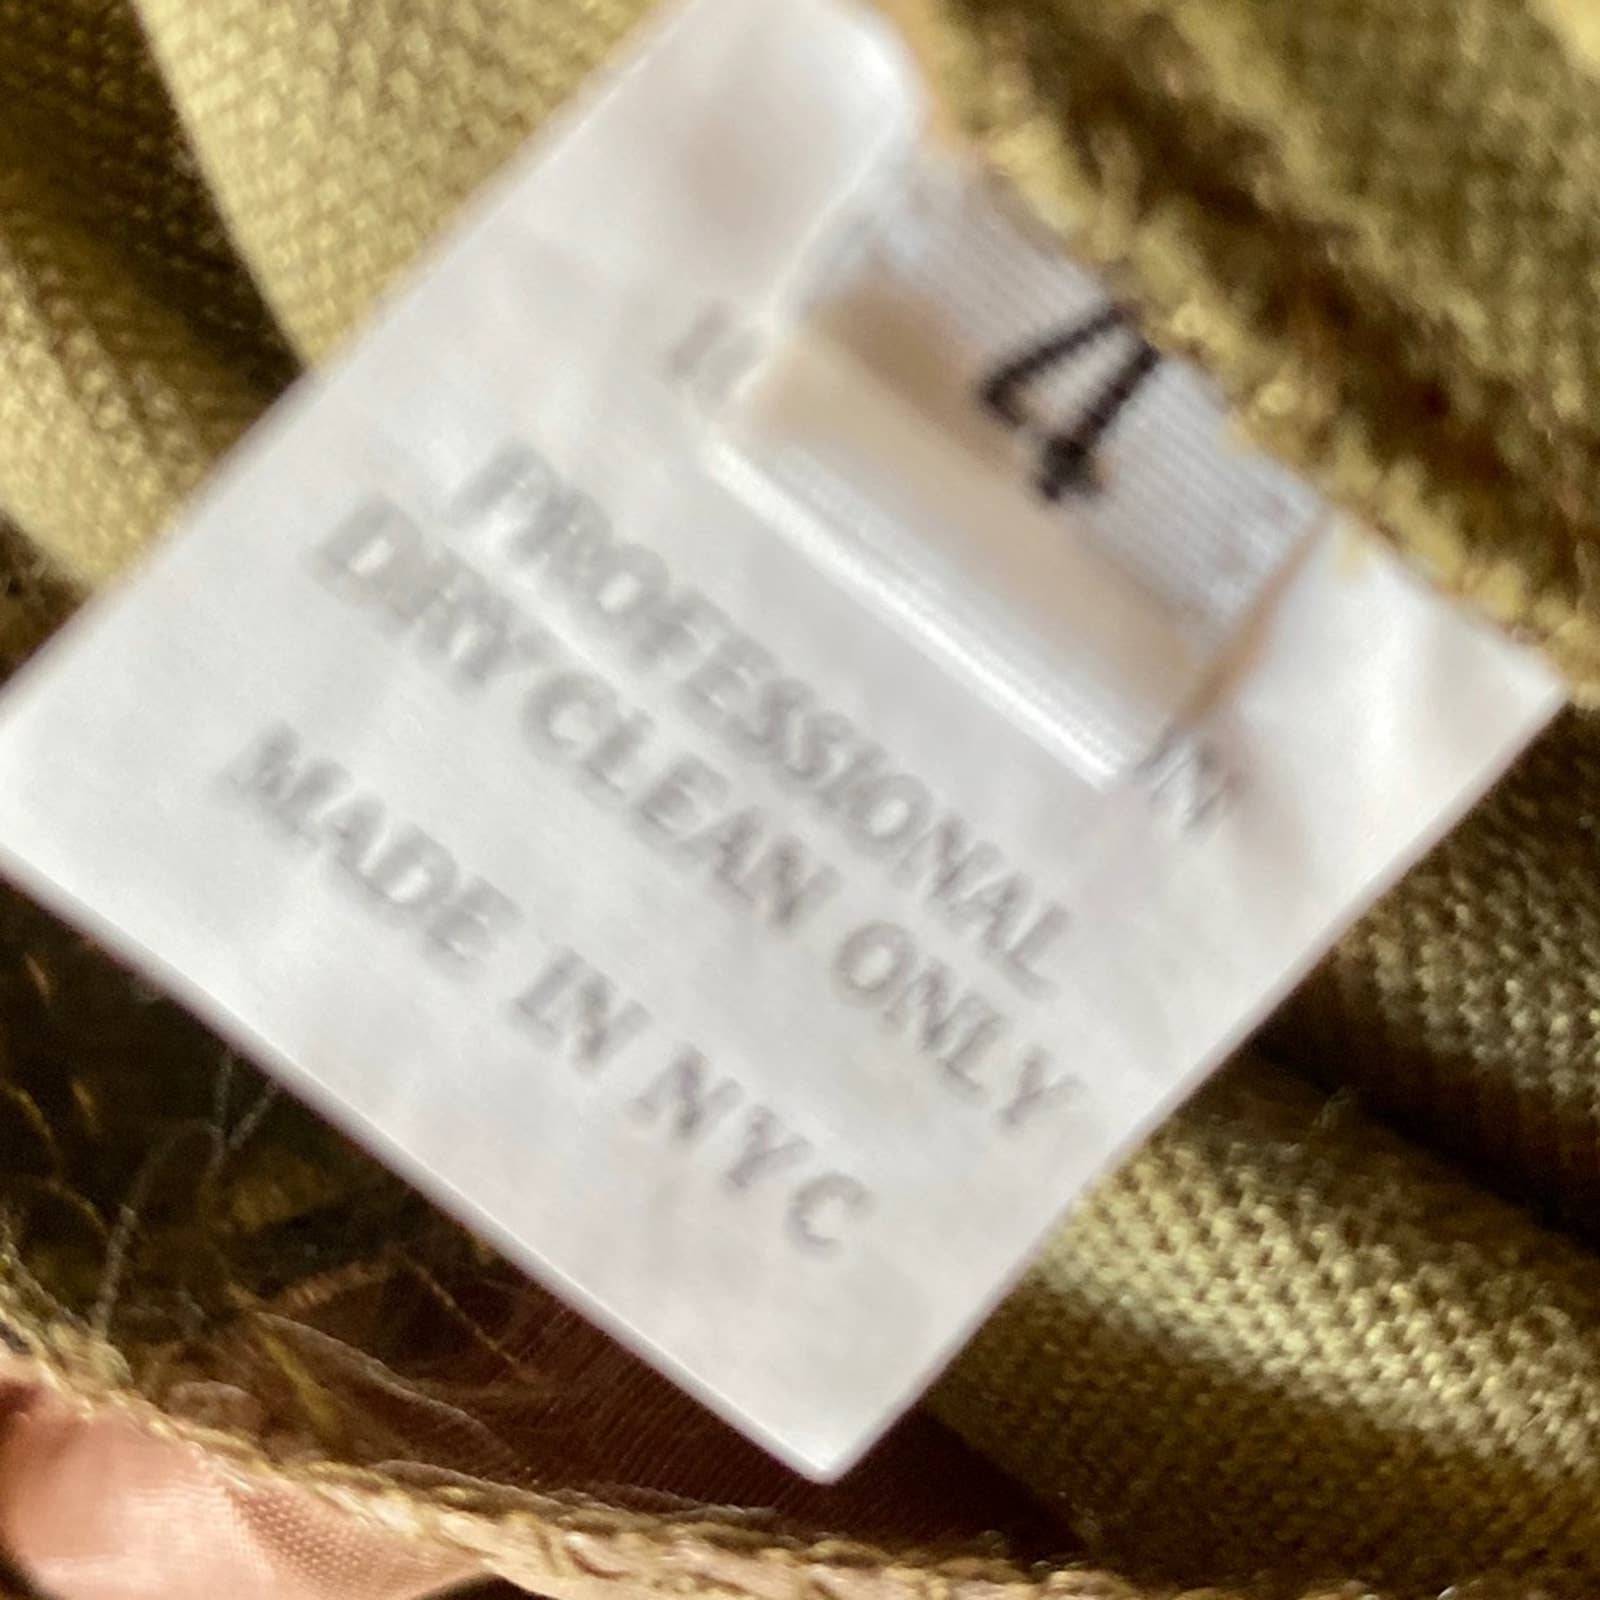 4
PROFESSIONAL
DRY CLEAN ONLY
MADE IN NYC